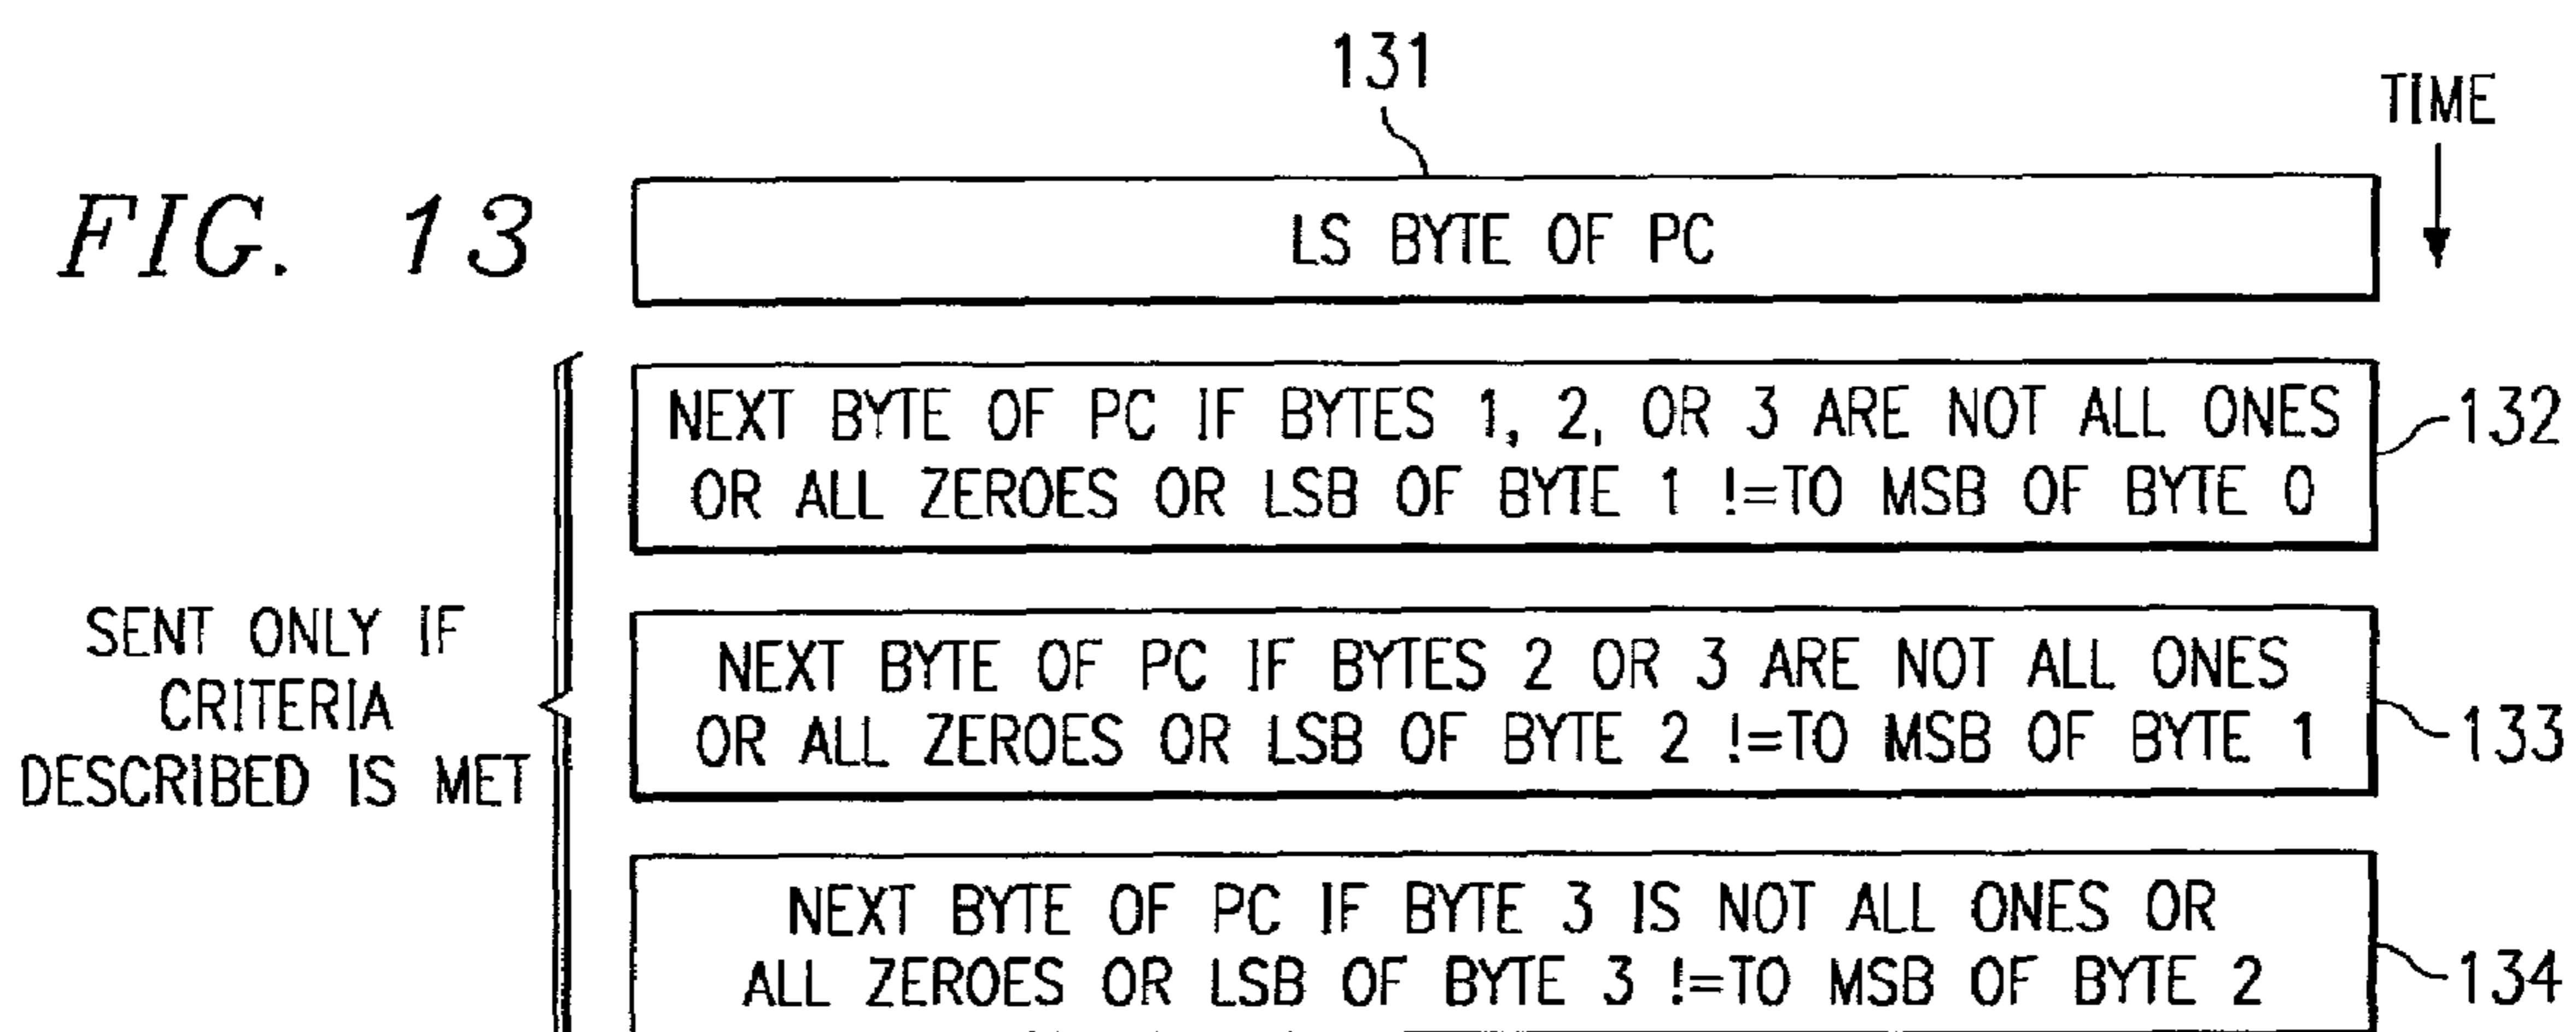 131
TIME
FIG. 13
LS BYTE OF PC
NEXT BYTE OF PC IF BYTES 1, 2, OR 3 ARE NOT ALL ONES
OR ALL ZEROES OR LSB OF BYTE 1 !=TO MSB OF BYTE 0
132
SENT ONLY IF
CRITERIA
DESCRIBED IS MET
NEXT BYTE OF PC IF BYTES 2 OR 3 ARE NOT ALL ONES
OR ALL ZEROES OR LSB OF BYTE 2 !=TO MSB OF BYTE 1
133
NEXT BYTE OF PC IF BYTE 3 IS NOT ALL ONES OR
ALL ZEROES OR LSB OF BYTE 3 !=TO MSB OF BYTE 2
134